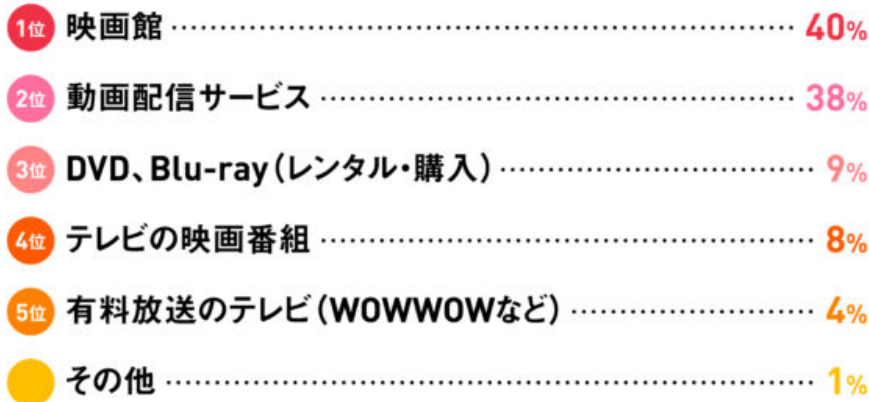 1位 映画館 …………………………………… 40%
2位 動画配信サービス …………………………………… 38%
3位 DVD、Blu-ray(レンタル・購入) …………………………………… 9%
4位 テレビの映画番組 …………………………………… 8%
5位 有料放送のテレビ(WOWWOWなど) …………………………………… 4%
その他 …………………………………… 1%